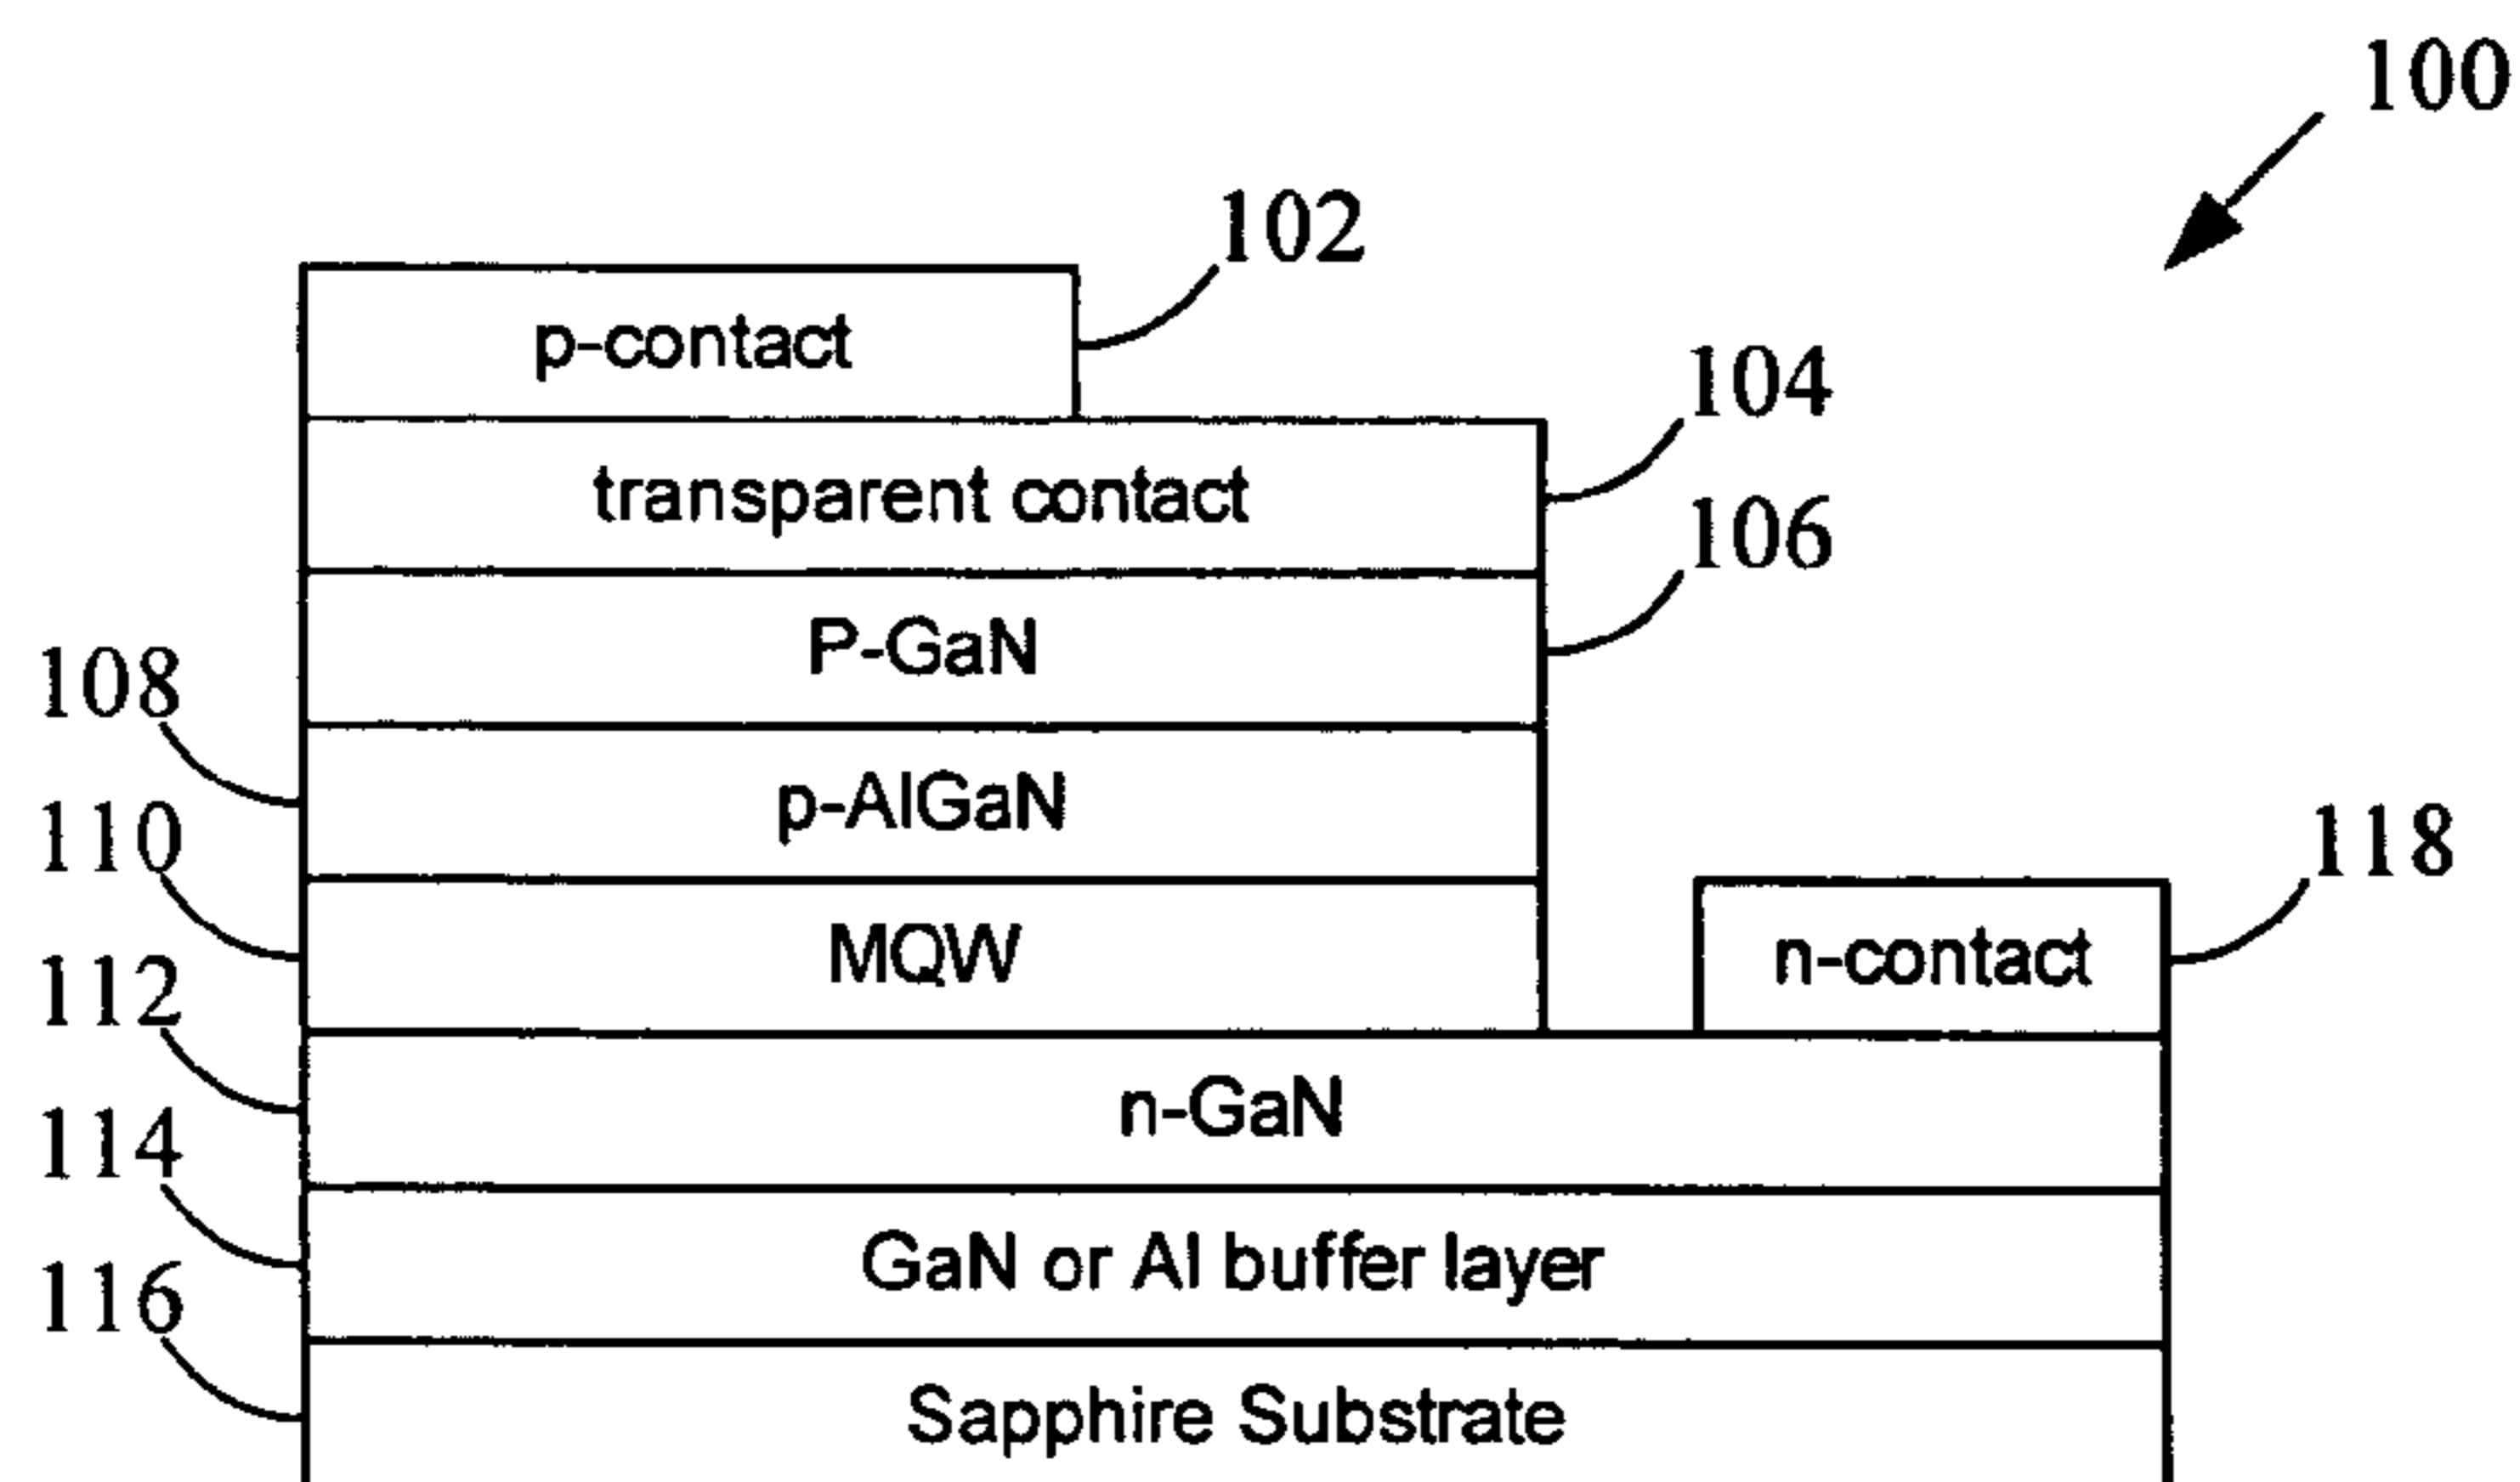 100
102
p-contact
104
transparent contact
106
P-GaN
108
p-AlGaN
110
118
MQW
n-contact
112
n-GaN
114
GaN or Al buffer layer
116
Sapphire Substrate